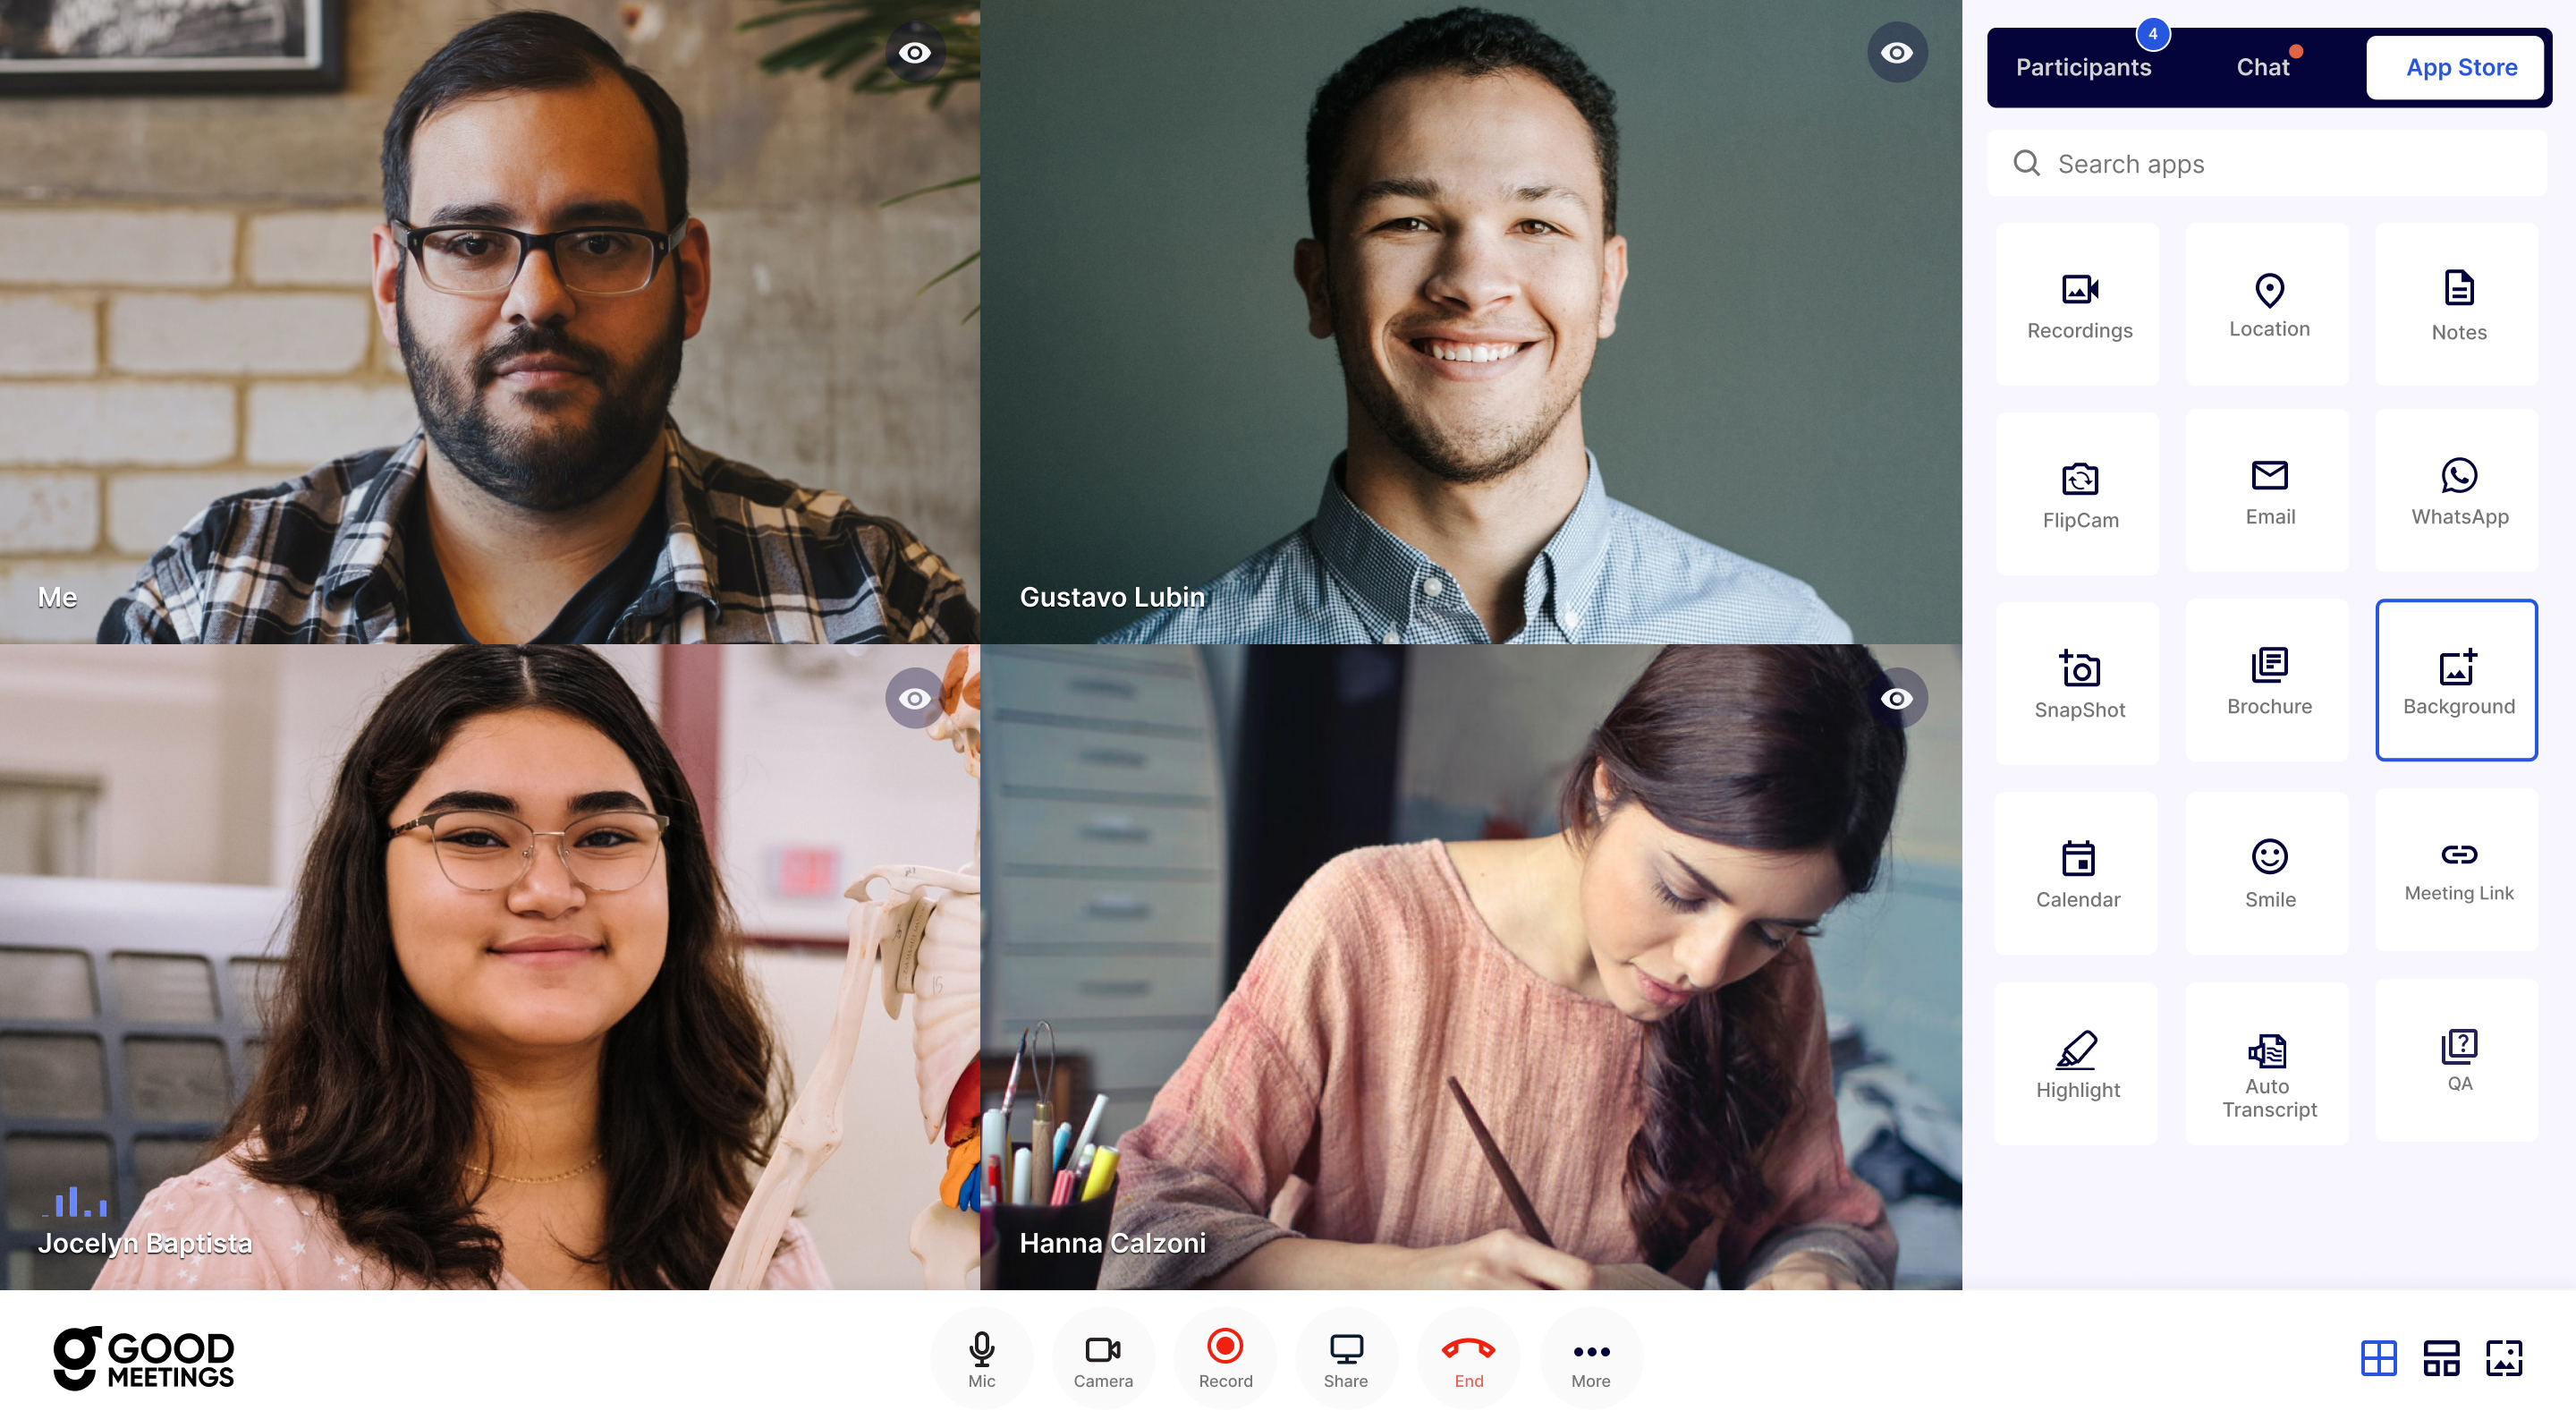 Participants
4
Chat
App Store
Search apps
Recordings
Location
Notes
FlipCam
Email
WhatsApp
SnapShot
Brochure
Background
Calendar
Smile
Meeting Link
Highlight
Auto
Transcript
QA
Me
Gustavo Lubin
Jocelyn Baptista
Hanna Calzoni
GOOD
MEETINGS
Mic
Camera
Record
Share
End
More